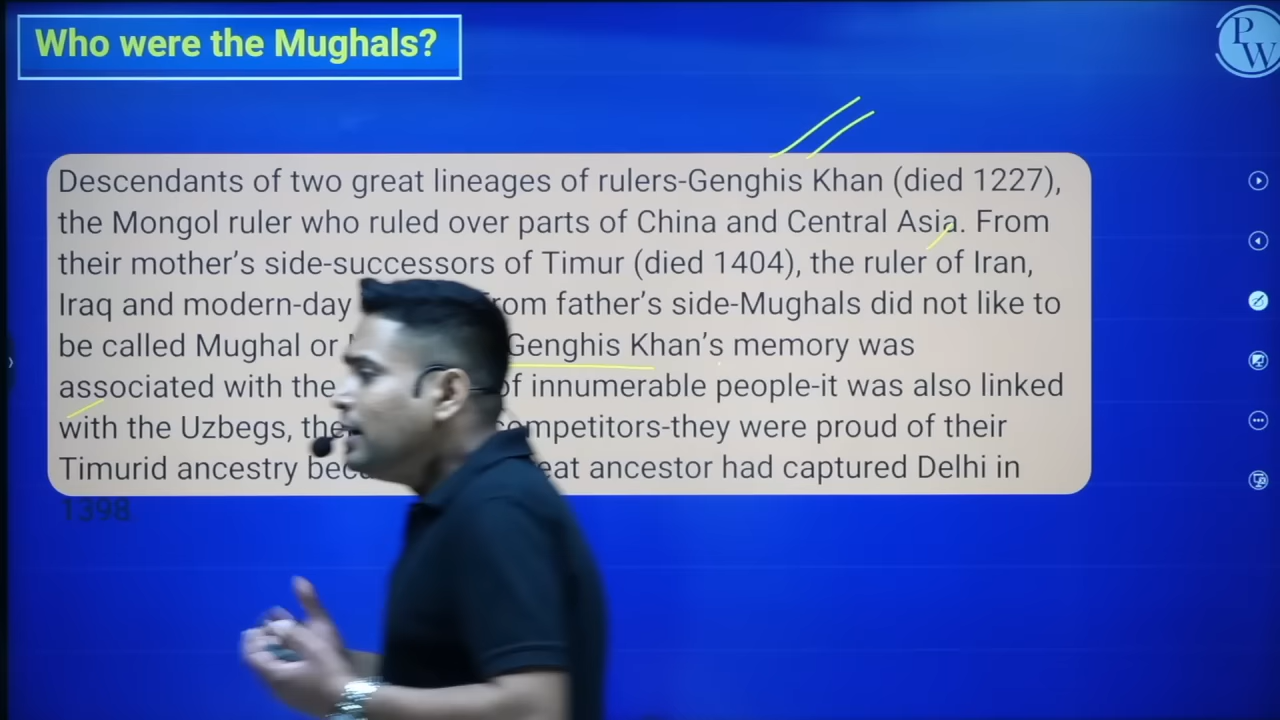 Who were the Mughals?
PW
Descendants of two great lineages of rulers-Genghis Khan (died 1227),
the Mongol ruler who ruled over parts of China and Central Asia. From
their mother's side-successors of Timur (died 1404), the ruler of Iran,
Iraq and modern-day father's side-Mughals did not like to
be called Mughal or Genghis Khan's memory was
associated with the of innumerable people-it was also linked
with the Uzbegs, competitors-they were proud of their
Timurid ancestry ancestor had captured Delhi in
1398